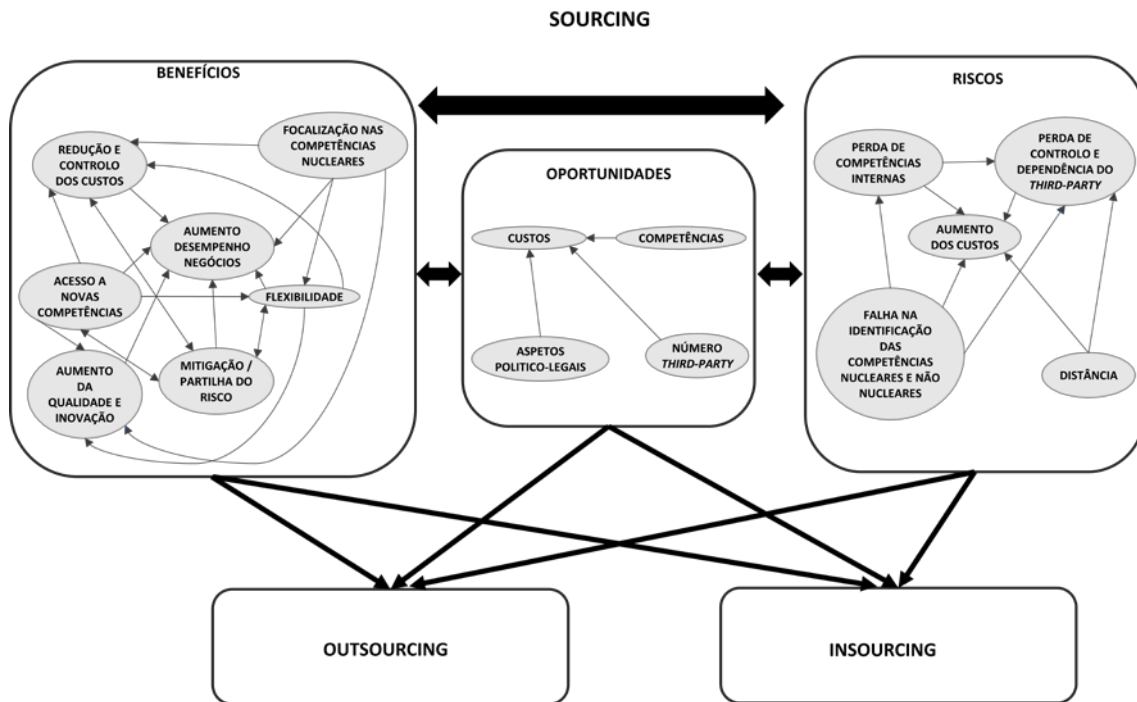 SOURCING
BENEFÍCIOS
REDUÇÃO E
CONTROLO
DOS CUSTOS
FOCALIZAÇÃO NAS
COMPETÊNCIAS
NUCLEARES
AUMENTO
DESEMPENHO
NEGÓCIOS
ACESSO A
NOVAS
COMPETÊNCIAS
FLEXIBILIDADE
AUMENTO
DA
QUALIDADE E
INOVAÇÃO
MITIGAÇÃO /
PARTILHA DO
RISCO
OPORTUNIDADES
CUSTOS
COMPETÊNCIAS
ASPETOS
POLITICO-LEGAIS
NÚMERO
THIRD-PARTY
RISCOS
PERDA DE
COMPETÊNCIAS
INTERNAS
PERDA DE
CONTROLO E
DEPENDÊNCIA DO
THIRD-PARTY
AUMENTO
DOS CUSTOS
FALHA NA
IDENTIFICAÇÃO
DAS
COMPETÊNCIAS
NUCLEARES E NÃO
NUCLEARES
DISTÂNCIA
OUTSOURCING
INSOURCING